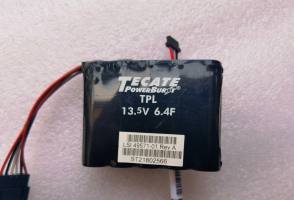 TECATE
POWERBURST®
TPL
13.5V 6.4F
LSI 49571-01 Rev A
ST21802566